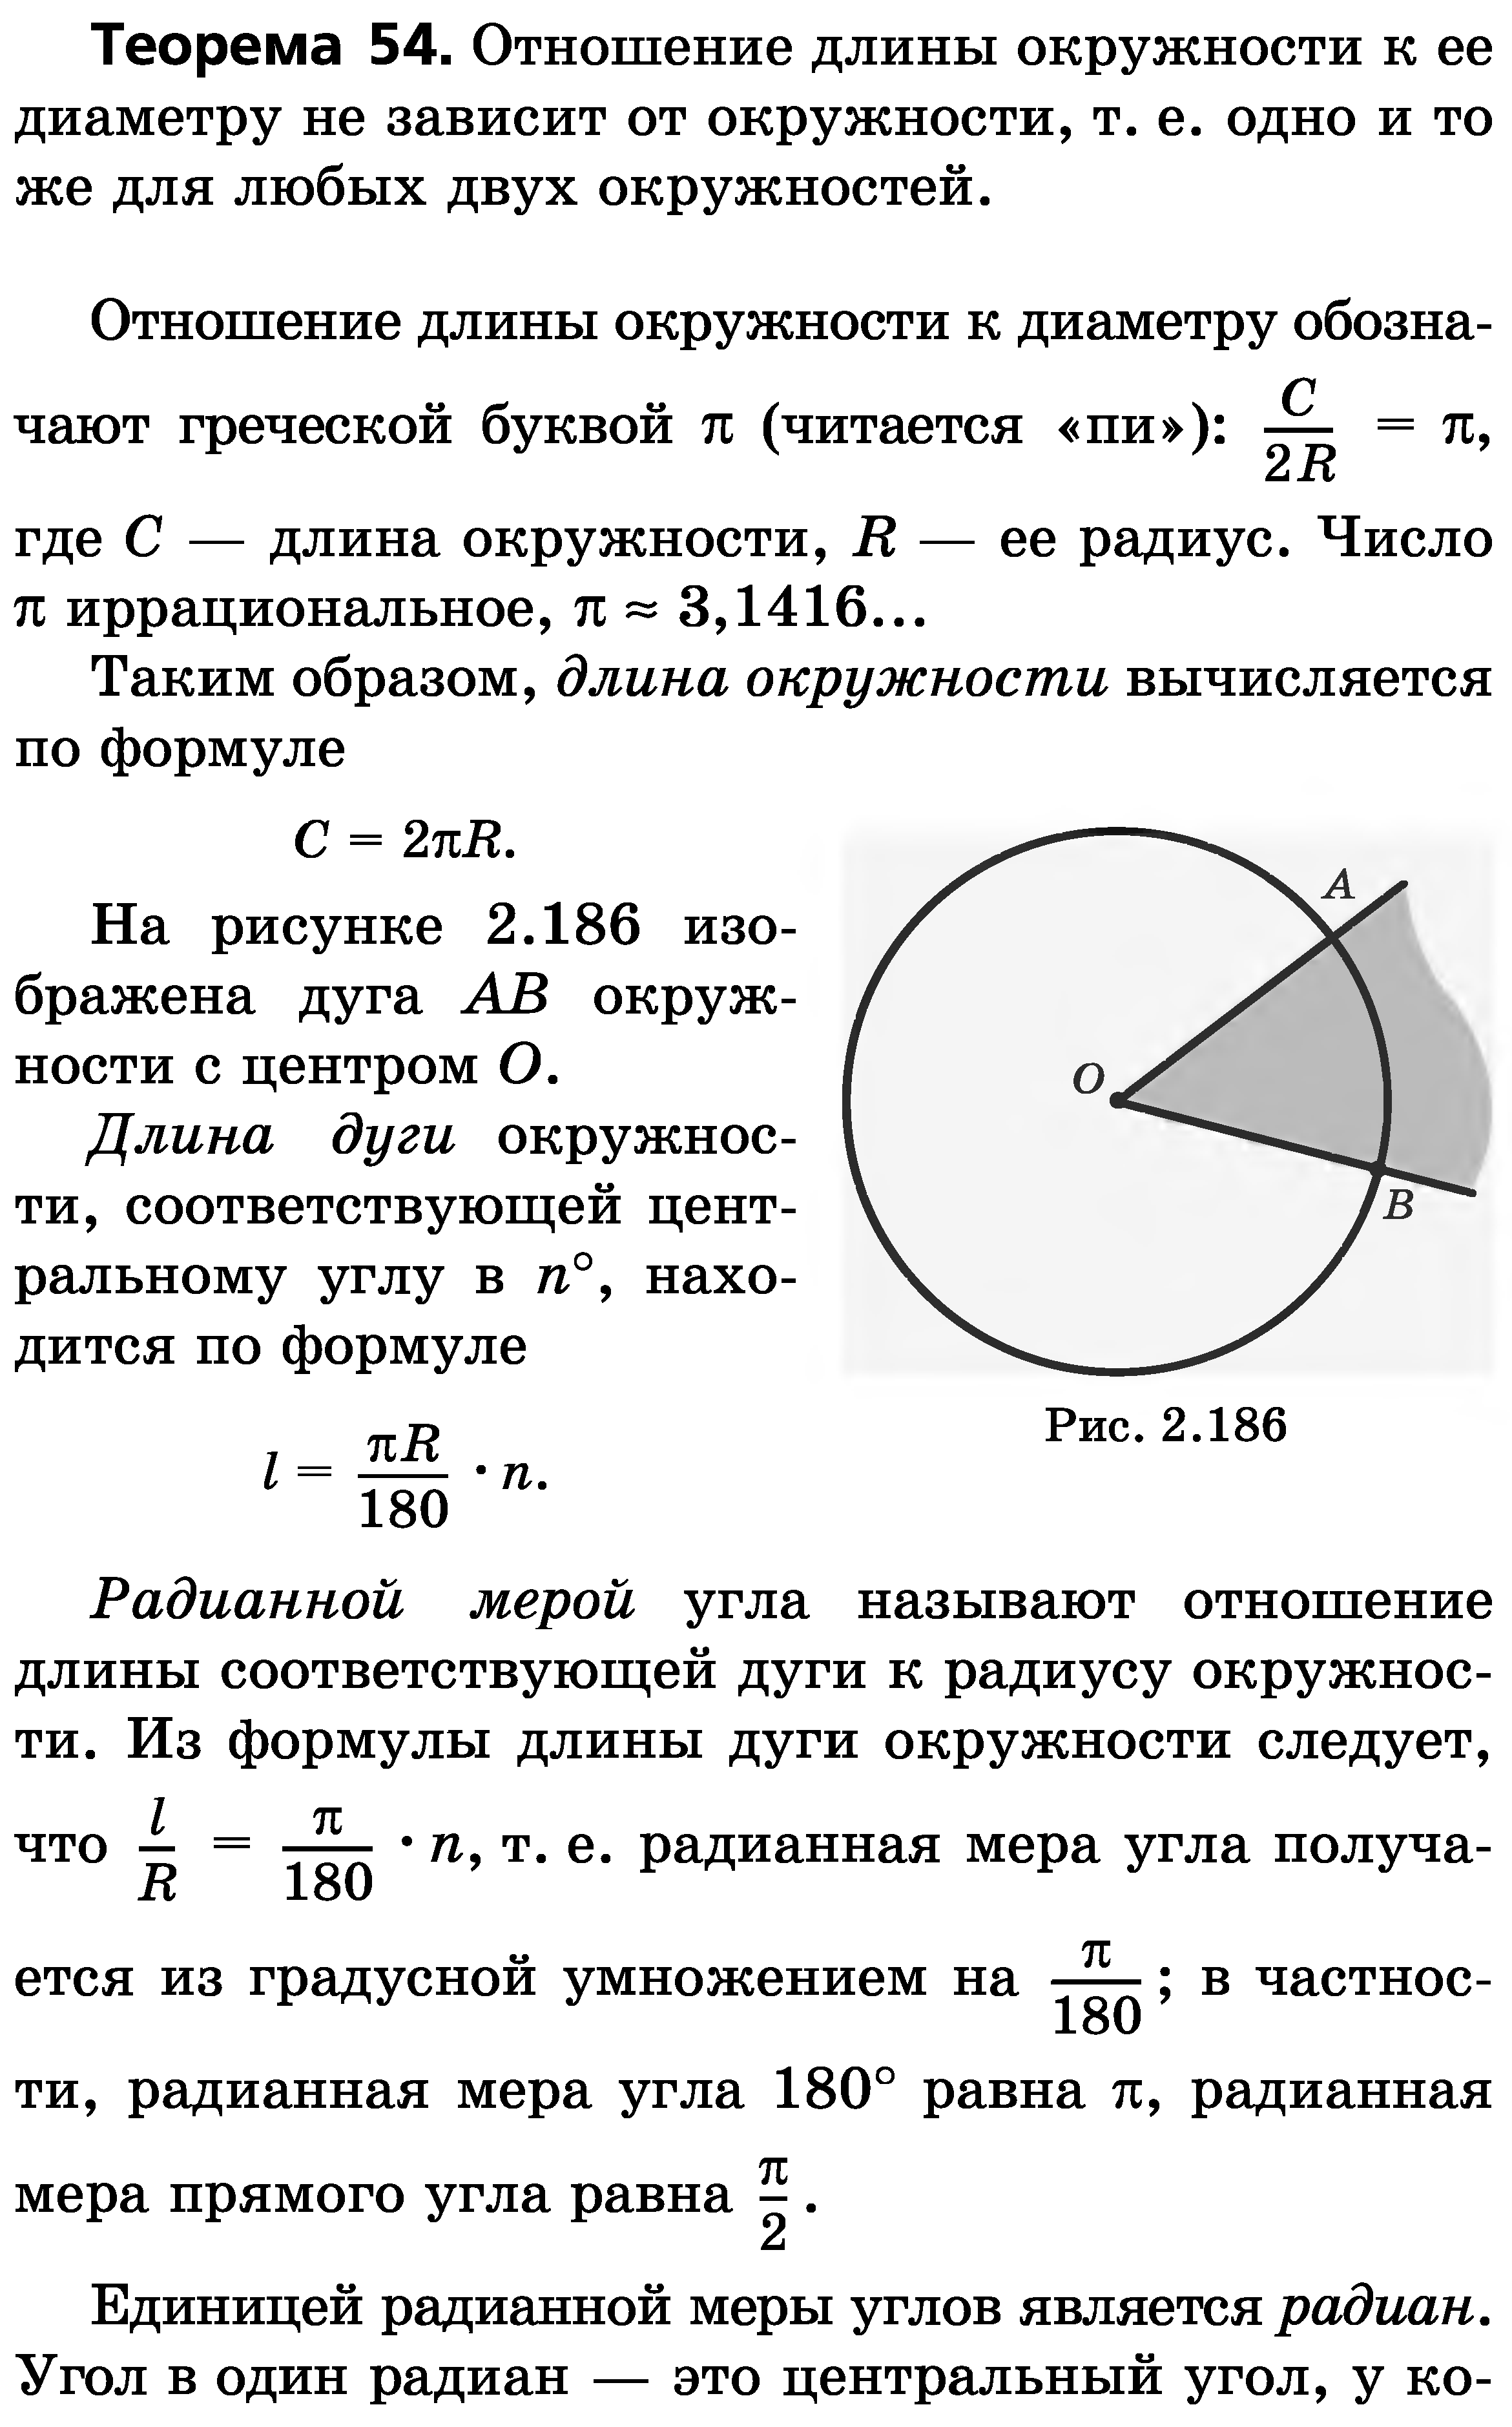 Теорема 54. Отношение длины окружности к ее
диаметру не зависит от окружности, т. е. одно и то
же для любых двух окружностей.
Отношение длины окружности к диаметру обозна-
чают греческой буквой π (читается «пи»): C/2R = π,
где C — длина окружности, R — ее радиус. Число
π иррациональное, π ≈ 3,1416...
Таким образом, длина окружности вычисляется
по формуле
C = 2πR.
На рисунке 2.186 изо-
бражена дуга AB окруж-
ности с центром O.
Длина дуги окружнос-
ти, соответствующей цент-
ральному углу в n°, нахо-
дится по формуле
l = πR/180 · n.
A
O
B
Рис. 2.186
Радианной мерой угла называют отношение
длины соответствующей дуги к радиусу окружнос-
ти. Из формулы длины дуги окружности следует,
что l/R = π/180 · n, т. е. радианная мера угла получа-
ется из градусной умножением на π/180; в частнос-
ти, радианная мера угла 180° равна π, радианная
мера прямого угла равна π/2.
Единицей радианной меры углов является радиан.
Угол в один радиан — это центральный угол, у ко-